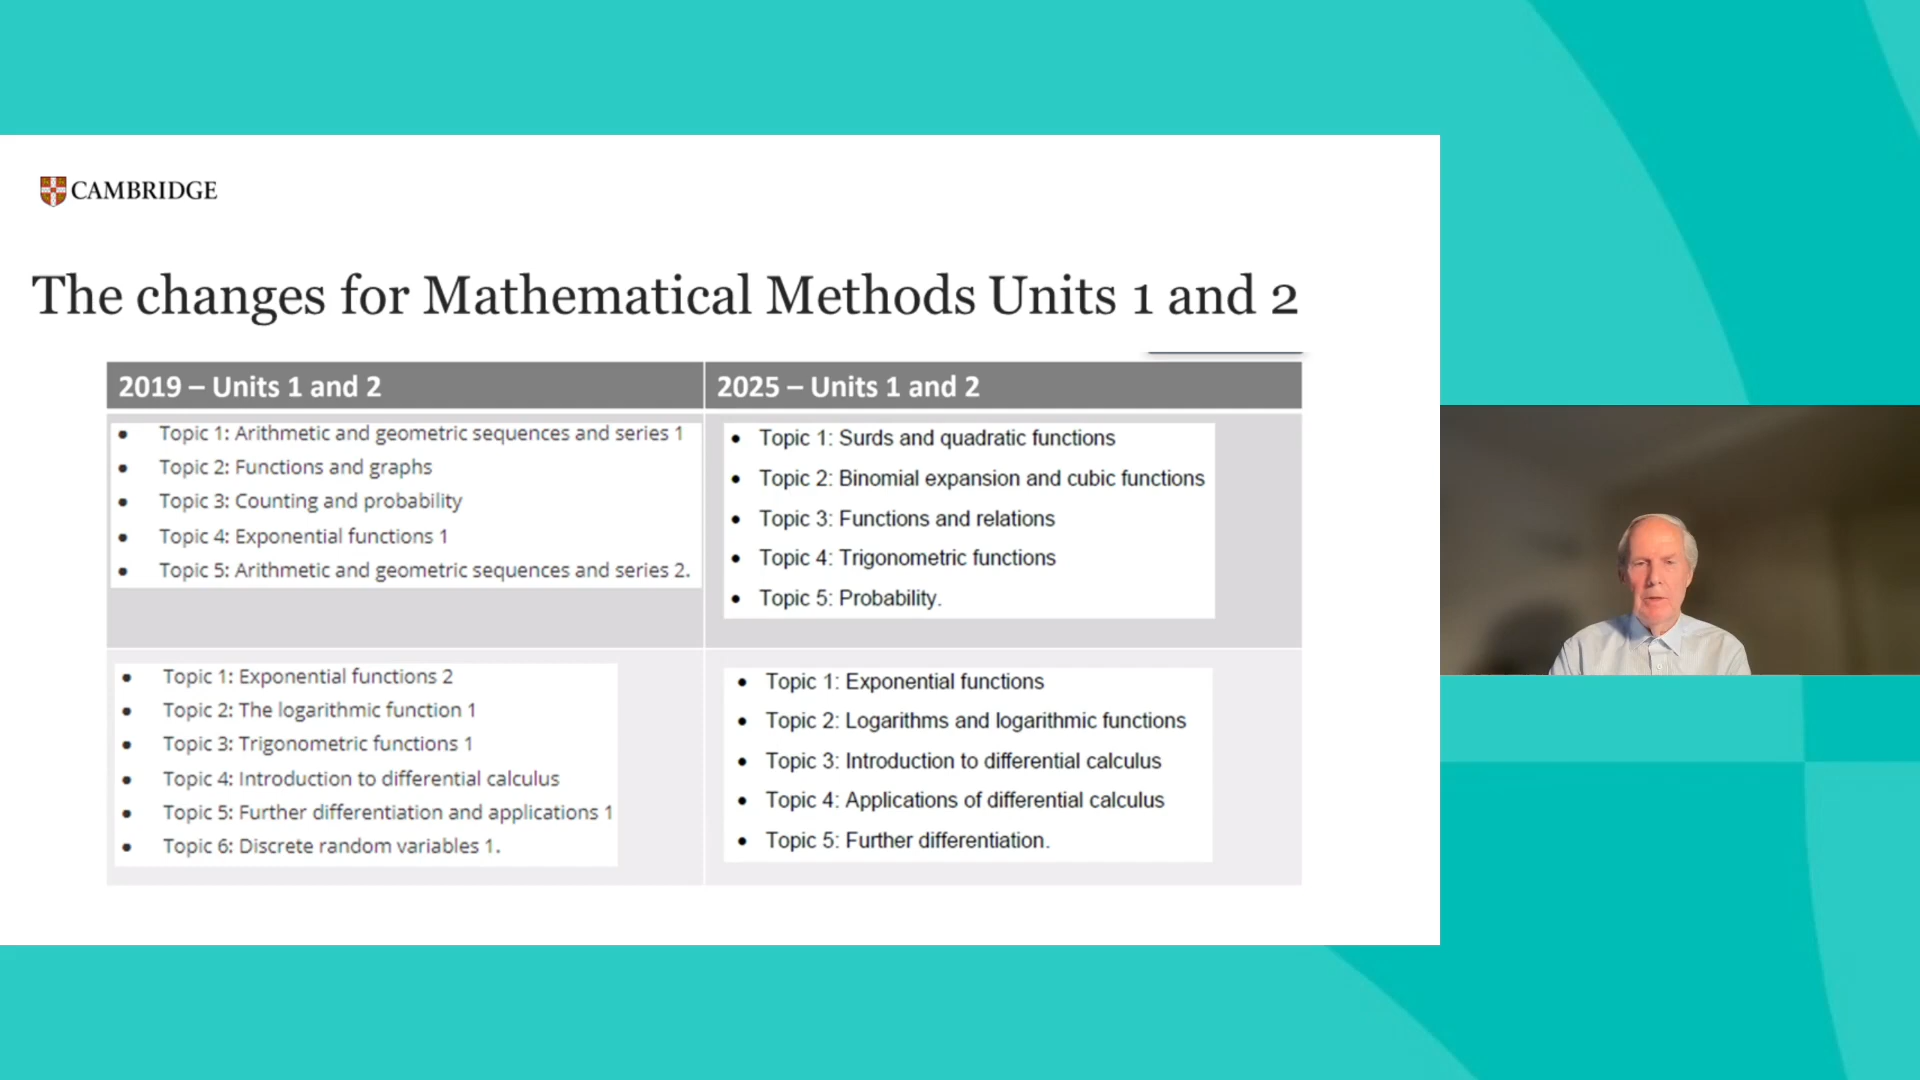 CAMBRIDGE
The changes for Mathematical Methods Units 1 and 2
2019 – Units 1 and 2
• Topic 1: Arithmetic and geometric sequences and series 1
• Topic 2: Functions and graphs
• Topic 3: Counting and probability
• Topic 4: Exponential functions 1
• Topic 5: Arithmetic and geometric sequences and series 2.
2025 – Units 1 and 2
• Topic 1: Surds and quadratic functions
• Topic 2: Binomial expansion and cubic functions
• Topic 3: Functions and relations
• Topic 4: Trigonometric functions
• Topic 5: Probability.
• Topic 1: Exponential functions 2
• Topic 2: The logarithmic function 1
• Topic 3: Trigonometric functions 1
• Topic 4: Introduction to differential calculus
• Topic 5: Further differentiation and applications 1
• Topic 6: Discrete random variables 1.
• Topic 1: Exponential functions
• Topic 2: Logarithms and logarithmic functions
• Topic 3: Introduction to differential calculus
• Topic 4: Applications of differential calculus
• Topic 5: Further differentiation.